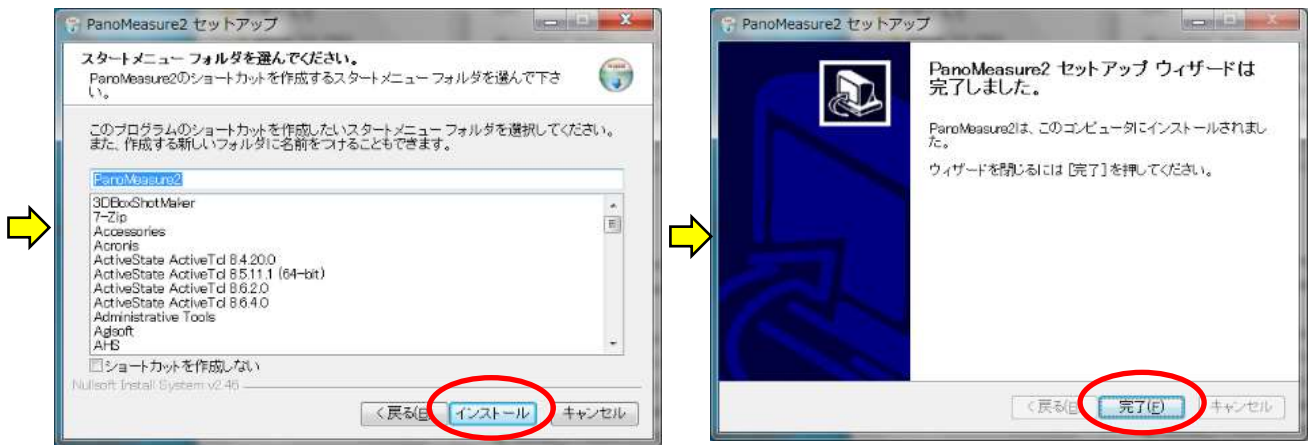 PanoMeasure2 セットアップ
スタートメニュー フォルダを選んでください。
PanoMeasure2のショートカットを作成するスタートメニュー フォルダを選んで下さ
い。
このプログラムのショートカットを作成したいスタートメニュー フォルダを選択してください。
また、作成する新しいフォルダに名前をつけることもできます。
PanoMeasure2
3DBoxShotMaker
7-Zip
Accessories
Acronis
ActiveState ActiveTcl 8.4.20.0
ActiveState ActiveTcl 8.5.11.1 (64-bit)
ActiveState ActiveTcl 8.6.2.0
ActiveState ActiveTcl 8.6.4.0
Administrative Tools
Agisoft
AHS
ショートカットを作成しない
Nullsoft Install System v2.46
< 戻る(B) インストール キャンセル
PanoMeasure2 セットアップ
PanoMeasure2 セットアップ ウィザードは
完了しました。
PanoMeasure2は、このコンピュータにインストールされまし
た。
ウィザードを閉じるには [完了] を押してください。
< 戻る(B) 完了(F) キャンセル